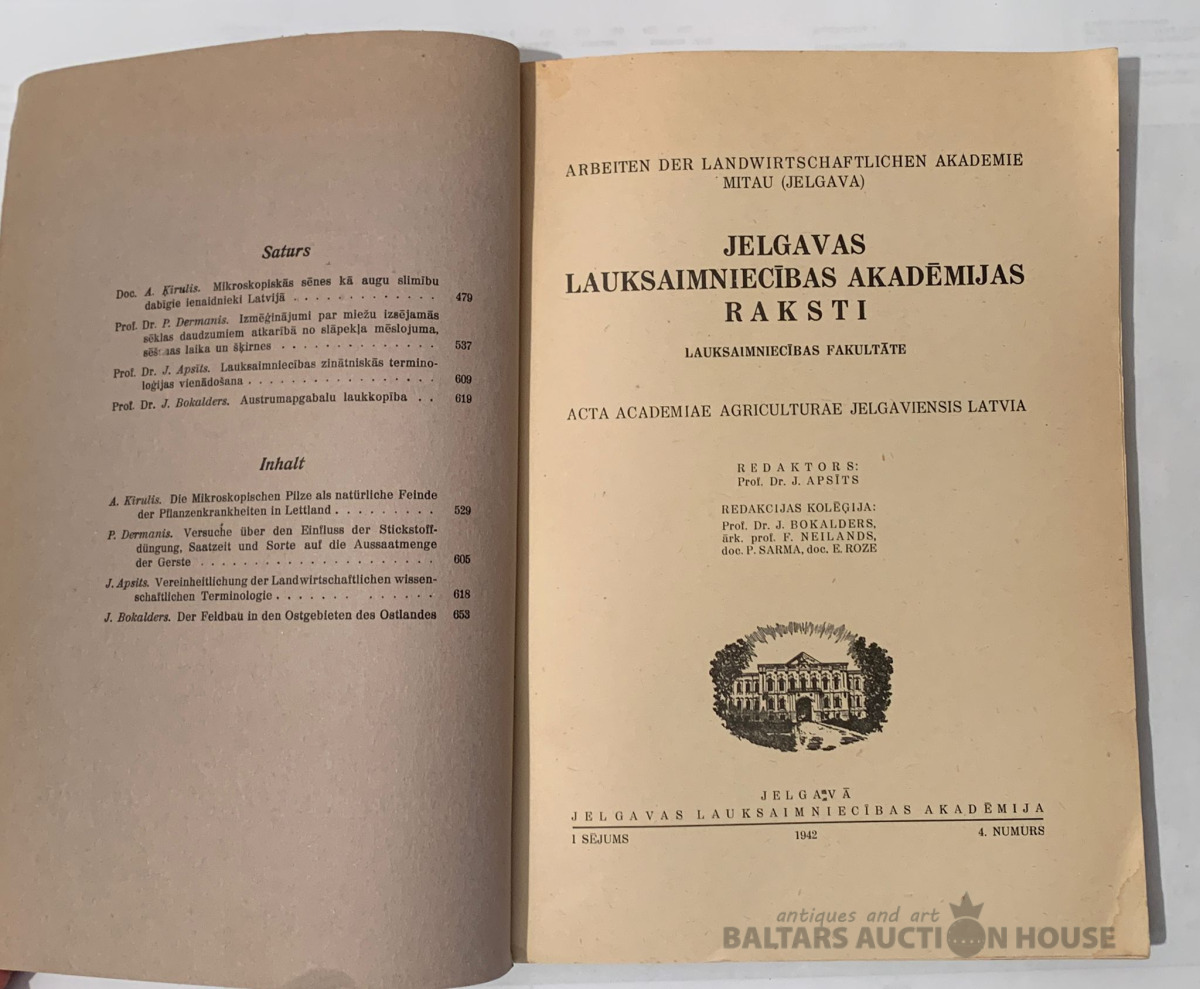 Saturs
Doc. A. Ķirulis. Mikroskopiskās sēnes kā augu slimību
dabīgie ienaidnieki Latvijā . . . . . . . . . . . . . 479
Prof. Dr. P. Dermanis. Izmēģinājumi par miežu izsējamās
sēklas daudzumiem atkarībā no slāpekļa mēslojuma,
laika un šķirnes . . . . . . . . . . . . . 537
Prof. Dr. J. Apsits. Lauksaimniecības zinātniskās termino-
loģijas vienādošana . . . . . . . . . . . . . . . . 609
Prof. Dr. J. Bokalders. Austrumapgabalu laukkopība . . 619
Inhalt
A. Ķirulis. Die Mikroskopischen Pilze als natürliche Feinde
der Pflanzenkrankheiten in Lettland . . . . . . . . . 529
P. Dermanis. Versuche über den Einfluss der Stickstoff-
düngung, Saatzeit und Sorte auf die Aussaatmenge
der Gerste . . . . . . . . . . . . . . . . . . . . . 605
J. Apsits. Vereinheitlichung der Landwirtschaftlichen wissen-
schaftlichen Terminologie . . . . . . . . . . . . . 618
J. Bokalders. Der Feldbau in den Ostgebieten des Ostlandes 653
ARBEITEN DER LANDWIRTSCHAFTLICHEN AKADEMIE
MITAU (JELGAVA)
JELGAVAS
LAUKSAIMNIECĪBAS AKADĒMIJAS
RAKSTI
LAUKSAIMNIECĪBAS FAKULTĀTE
ACTA ACADEMIAE AGRICULTURAE JELGAVIENSIS LATVIA
REDAKTORS:
Prof. Dr. J. APSĪTS
REDAKCIJAS KOLĒĢIJA:
Prof. Dr. J. BOKALDERS,
ārk. prof. F. NEILANDS,
doc. P. SARMA, doc. E. ROZE
JELGAVĀ
JELGAVAS LAUKSAIMNIECĪBAS AKADĒMIJA
I SĒJUMS 1942 4. NUMURS
antiques and art
BALTARS AUCTION HOUSE